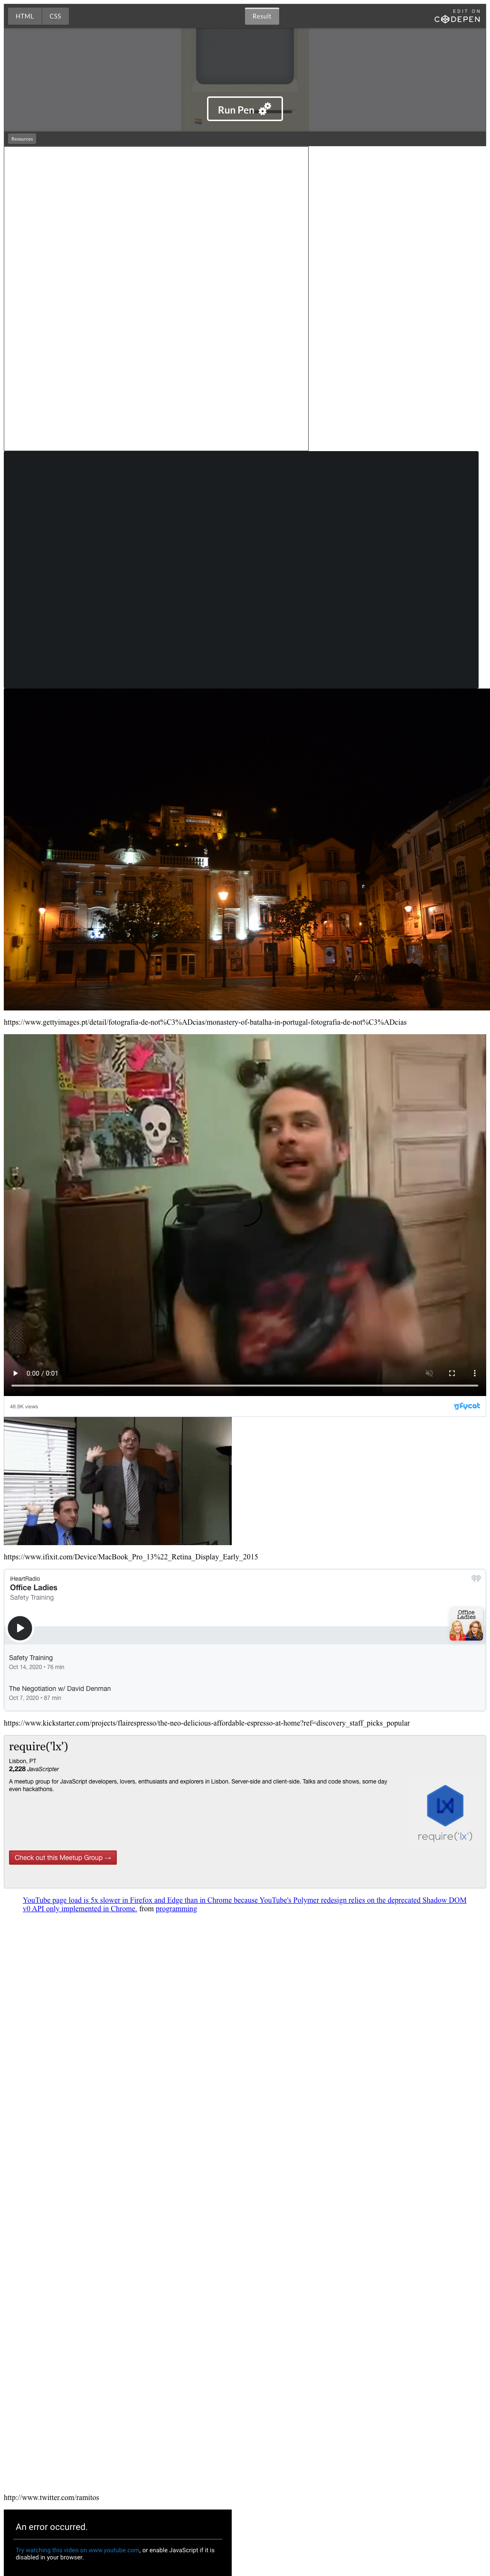 HTML
CSS
Result
EDIT ON
CODEPEN
Run Pen
Resources
https://www.gettyimages.pt/detail/fotografia-de-not%C3%ADcias/monastery-of-batalha-in-portugal-fotografia-de-not%C3%ADcias
0:00 / 0:01
48.9K views
gfycat
https://www.ifixit.com/Device/MacBook_Pro_13%22_Retina_Display_Early_2015
iHeartRadio
Office Ladies
Safety Training
Office
Ladies
Safety Training
Oct 14, 2020 • 76 min
The Negotiation w/ David Denman
Oct 7, 2020 • 87 min
https://www.kickstarter.com/projects/flairespresso/the-neo-delicious-affordable-espresso-at-home?ref=discovery_staff_picks_popular
require('lx')
Lisbon, PT
2,228 JavaScripter
A meetup group for JavaScript developers, lovers, enthusiasts and explorers in Lisbon. Server-side and client-side. Talks and code shows, some day
even hackathons.
require('lx')
Check out this Meetup Group →
YouTube page load is 5x slower in Firefox and Edge than in Chrome because YouTube's Polymer redesign relies on the deprecated Shadow DOM
v0 API only implemented in Chrome. from programming
http://www.twitter.com/ramitos
An error occurred.
Try watching this video on www.youtube.com, or enable JavaScript if it is
disabled in your browser.